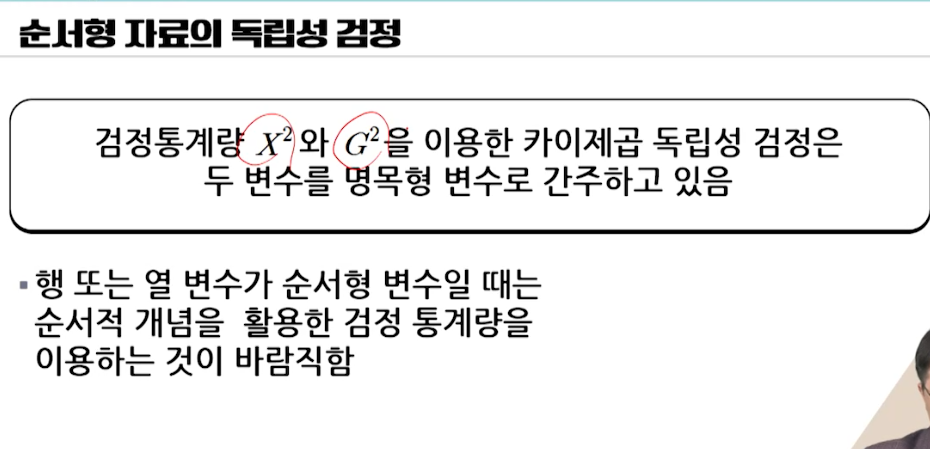 순서형 자료의 독립성 검정
검정통계량 X²와 G²을 이용한 카이제곱 독립성 검정은
두 변수를 명목형 변수로 간주하고 있음
▪ 행 또는 열 변수가 순서형 변수일 때는
순서적 개념을 활용한 검정 통계량을
이용하는 것이 바람직함